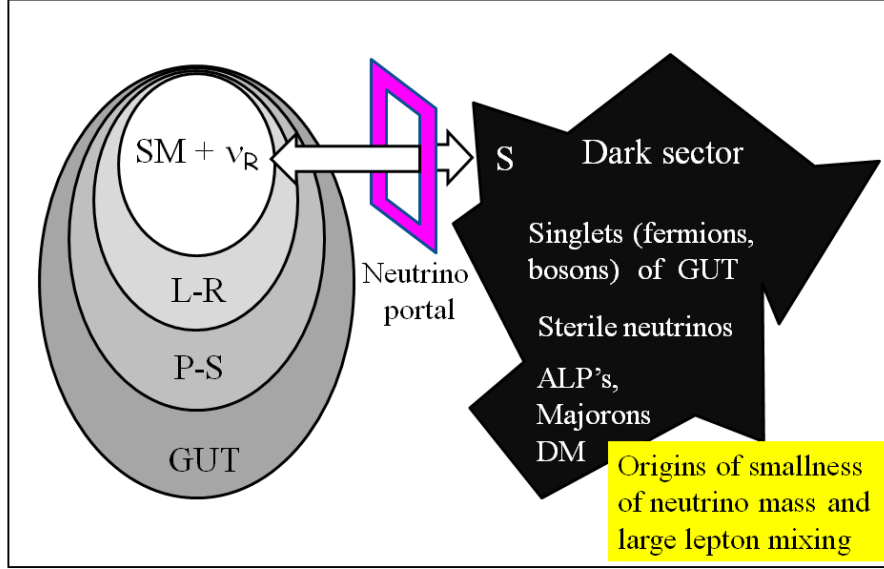 SM + νR
L-R
P-S
GUT
Neutrino
portal
S
Dark sector
Singlets (fermions,
bosons) of GUT
Sterile neutrinos
ALP's,
Majorons
DM
Origins of smallness
of neutrino mass and
large lepton mixing